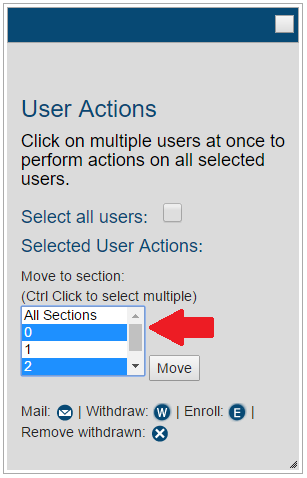 User Actions
Click on multiple users at once to
perform actions on all selected
users.
Select all users:
Selected User Actions:
Move to section:
(Ctrl Click to select multiple)
All Sections
0
1
2
Move
Mail: | Withdraw: W | Enroll: E |
Remove withdrawn: